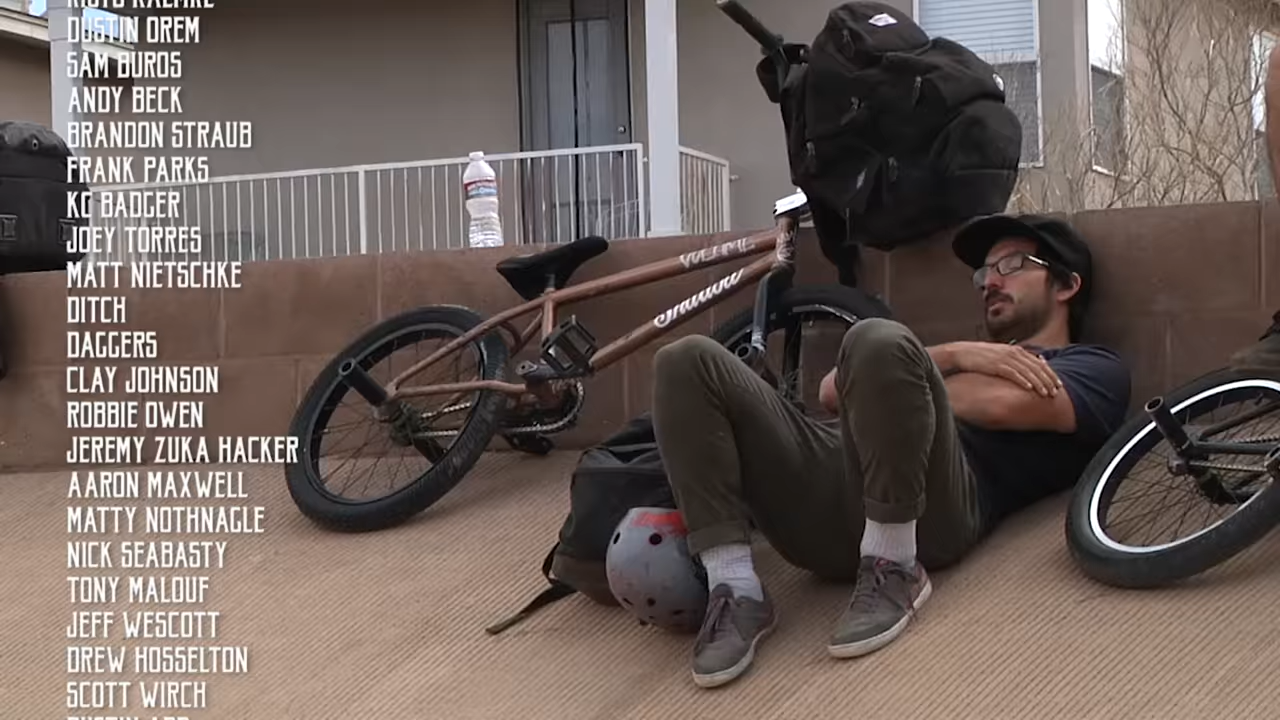 DUSTIN OREM
SAM BUROS
ANDY BECK
BRANDON STRAUB
FRANK PARKS
KC BADGER
JOEY TORRES
MATT NIETSCHKE
DITCH
DAGGERS
CLAY JOHNSON
ROBBIE OWEN
JEREMY ZUKA HACKER
AARON MAXWELL
MATTY NOTHNAGLE
NICK SEABASTY
TONY MALOUF
JEFF WESCOTT
DREW HOSSELTON
SCOTT WIRCH
VOLUME